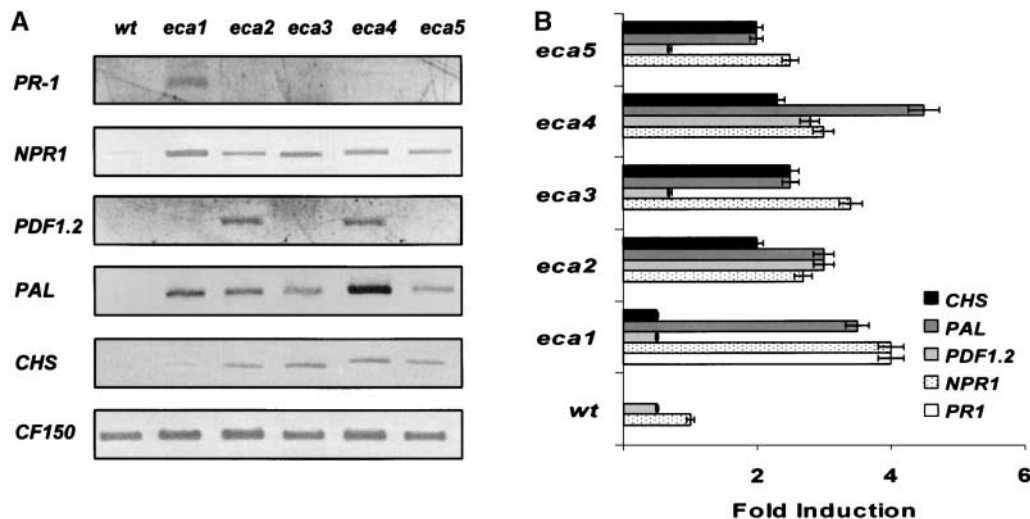 A
wt eca1 eca2 eca3 eca4 eca5
PR-1
NPR1
PDF1.2
PAL
CHS
CF150
B
eca5
eca4
eca3
eca2
eca1
wt
CHS
PAL
PDF1.2
NPR1
PR1
2 4 6
Fold Induction